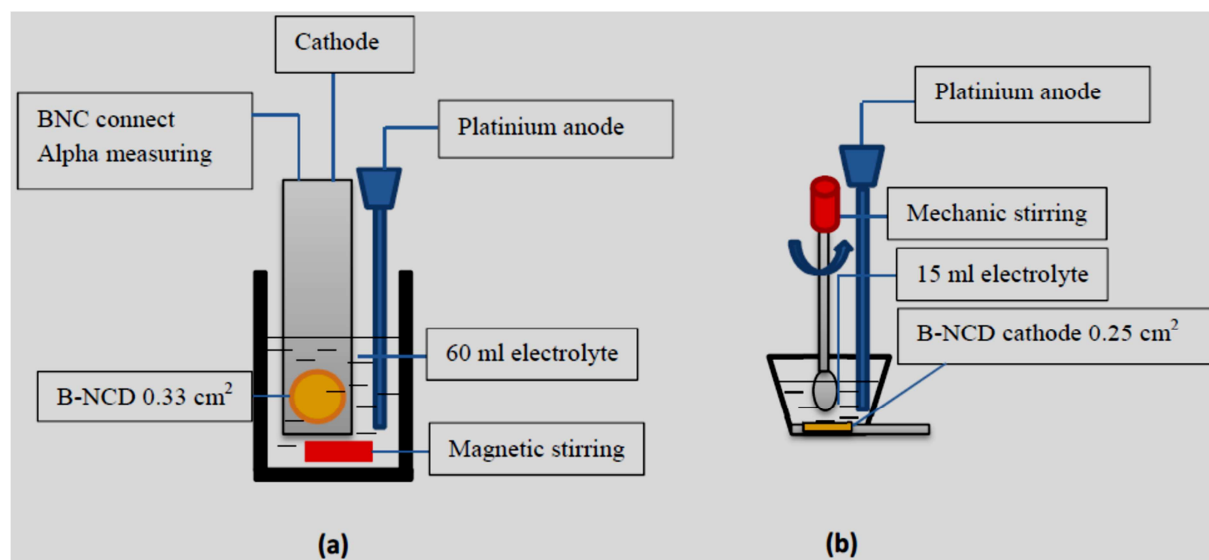 Cathode
BNC connect
Alpha measuring
Platinium anode
60 ml electrolyte
B-NCD 0.33 cm²
Magnetic stirring
(a)
Platinium anode
Mechanic stirring
15 ml electrolyte
B-NCD cathode 0.25 cm²
(b)